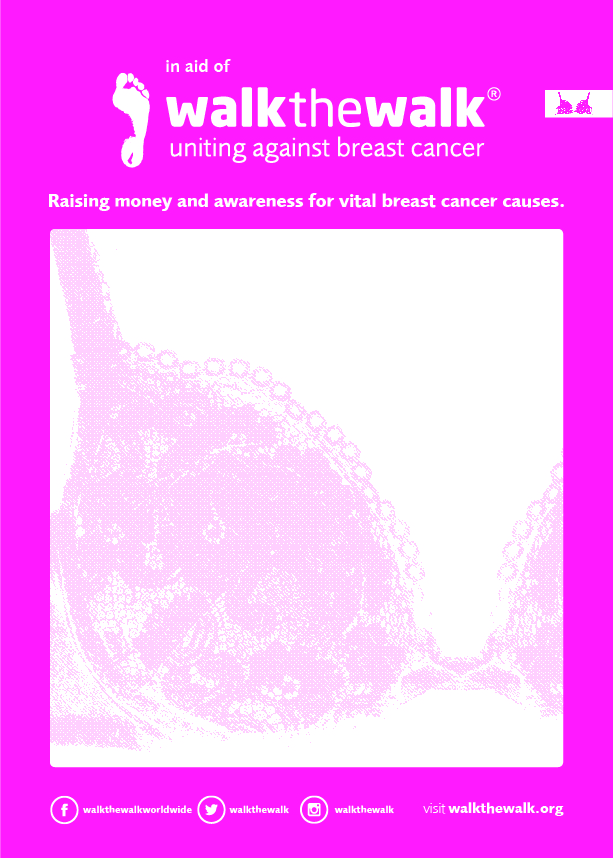 in aid of
walkthewalk®
uniting against breast cancer
Raising money and awareness for vital breast cancer causes.
walkthewalkworldwide walkthewalk walkthewalk visit walkthewalk.org